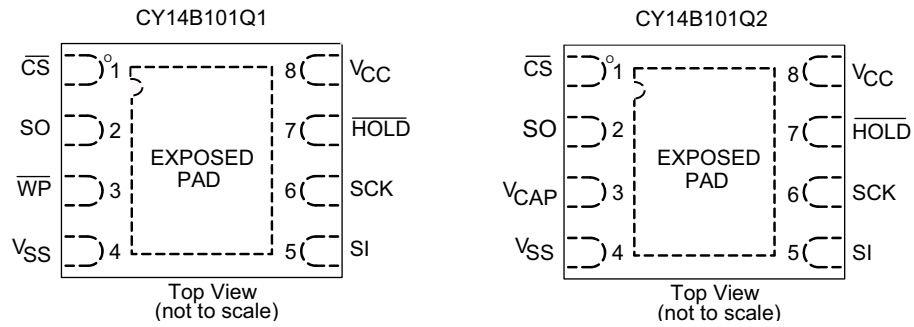 CY14B101Q1
CS 1 8 VCC
SO 2 7 HOLD
WP 3 6 SCK
VSS 4 5 SI
EXPOSED
PAD
Top View
(not to scale)
CY14B101Q2
CS 1 8 VCC
SO 2 7 HOLD
VCAP 3 6 SCK
VSS 4 5 SI
EXPOSED
PAD
Top View
(not to scale)